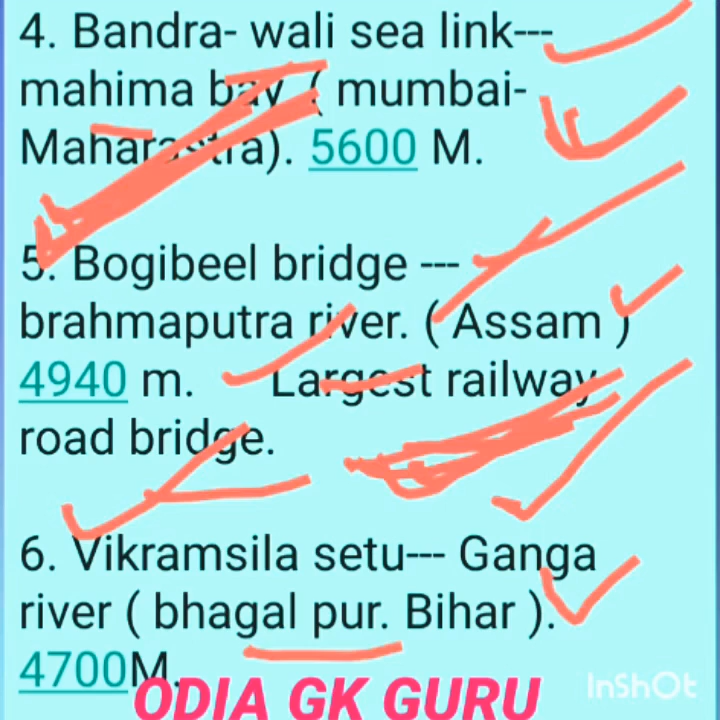 4. Bandra- wali sea link---
mahima bay ( mumbai-
Maharastra). 5600 M.
5. Bogibeel bridge ---
brahmaputra river. ( Assam )
4940 m. Largest railway
road bridge.
6. Vikramsila setu--- Ganga
river ( bhagal pur. Bihar ).
4700M.
ODIA GK GURU
InShOt